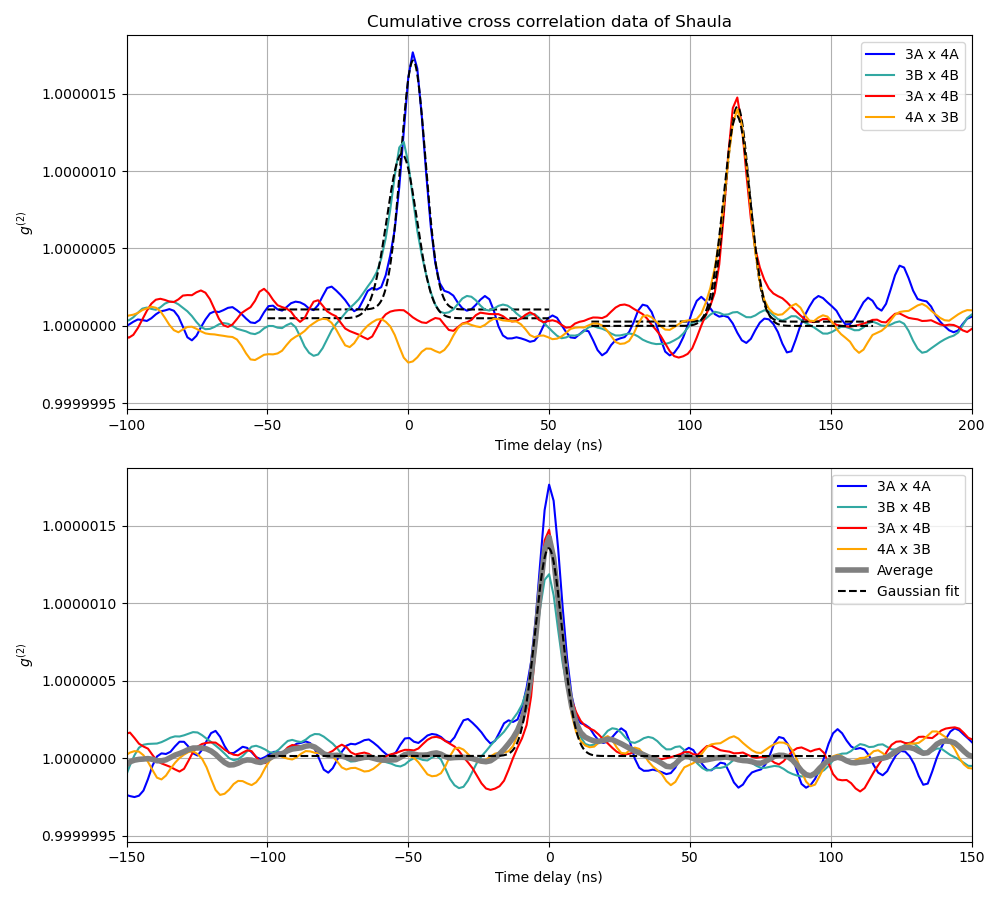 Cumulative cross correlation data of Shaula
3A x 4A
3B x 4B
3A x 4B
4A x 3B
1.0000015
1.0000010
1.0000005
1.0000000
0.9999995
g⁽²⁾
−100
−50
0
50
100
150
200
Time delay (ns)
3A x 4A
3B x 4B
3A x 4B
4A x 3B
Average
Gaussian fit
1.0000015
1.0000010
1.0000005
1.0000000
0.9999995
g⁽²⁾
−150
−100
−50
0
50
100
150
Time delay (ns)